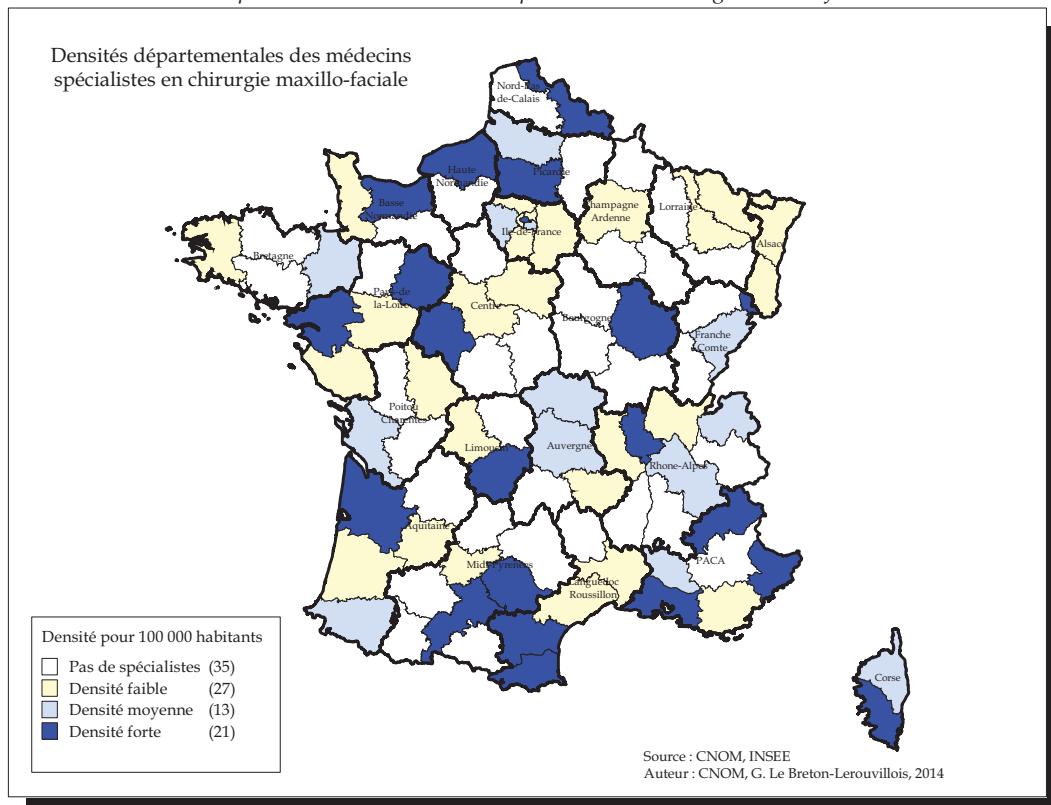 Densités départementales des médecins
spécialistes en chirurgie maxillo-faciale
Nord-Pas
de-Calais
Haute
Normandie
Picardie
Basse
Normandie
Champagne
Ardenne
Lorraine
Ile-de-France
Alsace
Bretagne
Pays-de
la-Loire
Centre
Bourgogne
Franche
Comte
Poitou
Charentes
Limousin
Auvergne
Rhone-Alpes
Aquitaine
Midi-Pyrenees
PACA
Languedoc
Roussillon
Corse
Densité pour 100 000 habitants
Pas de spécialistes (35)
Densité faible (27)
Densité moyenne (13)
Densité forte (21)
Source : CNOM, INSEE
Auteur : CNOM, G. Le Breton-Lerouvillois, 2014